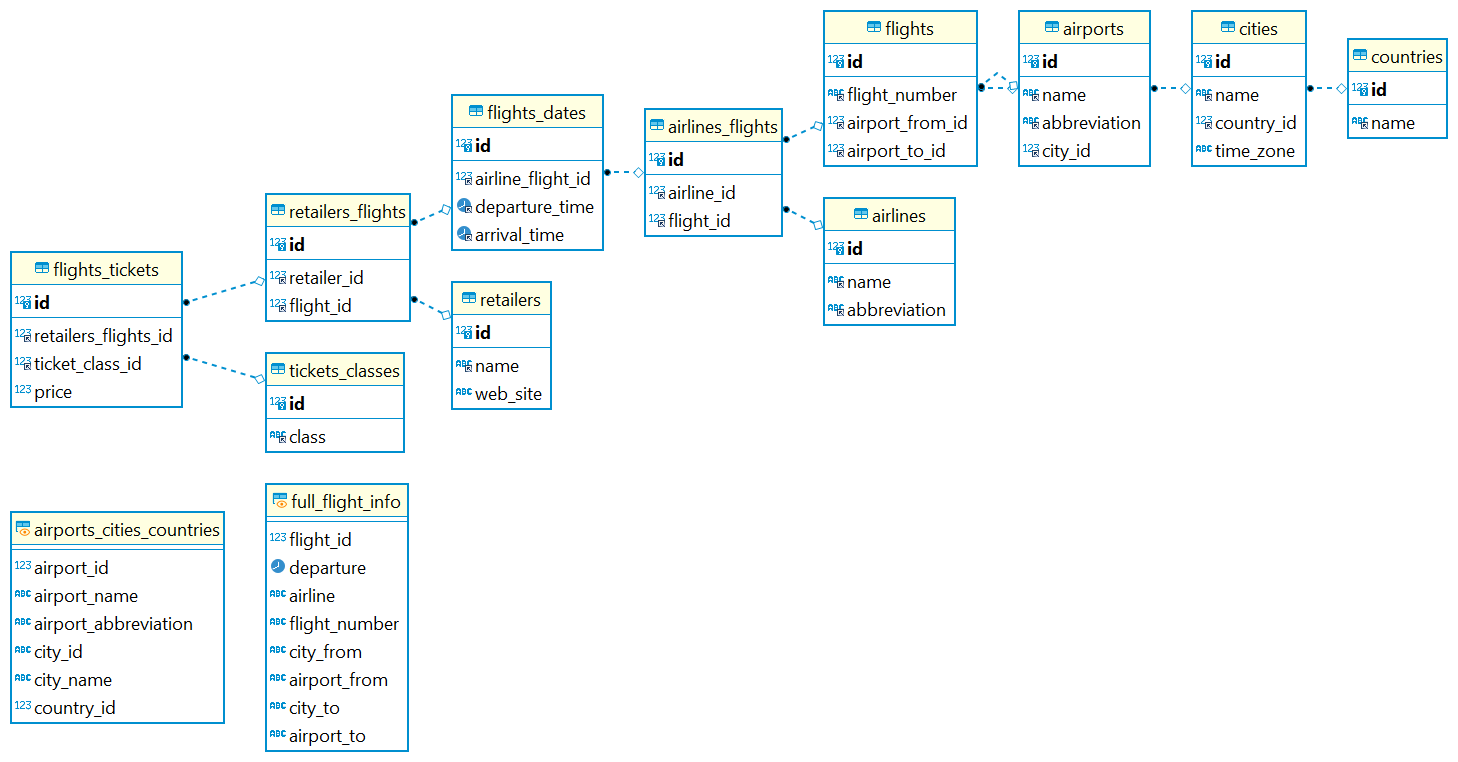 flights
id
flight_number
airport_from_id
airport_to_id
airports
id
name
abbreviation
city_id
cities
id
name
country_id
time_zone
countries
id
name
flights_dates
id
airline_flight_id
departure_time
arrival_time
airlines_flights
id
airline_id
flight_id
airlines
id
name
abbreviation
retailers_flights
id
retailer_id
flight_id
retailers
id
name
web_site
flights_tickets
id
retailers_flights_id
ticket_class_id
price
tickets_classes
id
class
airports_cities_countries
airport_id
airport_name
airport_abbreviation
city_id
city_name
country_id
full_flight_info
flight_id
departure
airline
flight_number
city_from
airport_from
city_to
airport_to